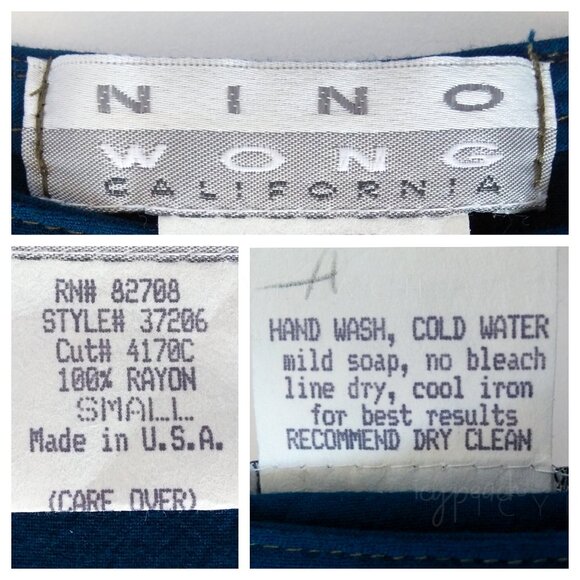 NINO
WONG
CALIFORNIA
RN# 82708
STYLE# 37206
Cut# 4170C
100% RAYON
SMALL
Made in U.S.A.
(CARE OVER)
A
HAND WASH, COLD WATER
mild soap, no bleach
line dry, cool iron
for best results
RECOMMEND DRY CLEAN